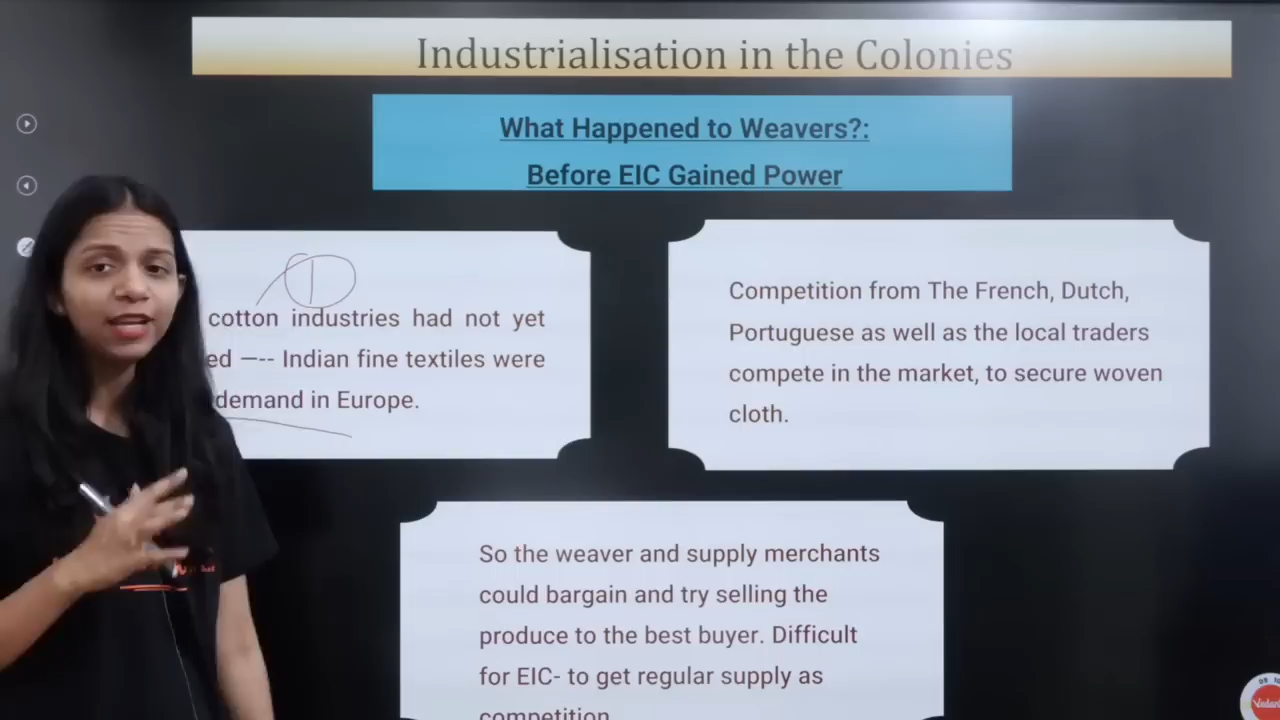 Industrialisation in the Colonies
What Happened to Weavers?:
Before EIC Gained Power
1
cotton industries had not yet
ed —-- Indian fine textiles were
demand in Europe.
Competition from The French, Dutch,
Portuguese as well as the local traders
compete in the market, to secure woven
cloth.
So the weaver and supply merchants
could bargain and try selling the
produce to the best buyer. Difficult
for EIC- to get regular supply as
competition